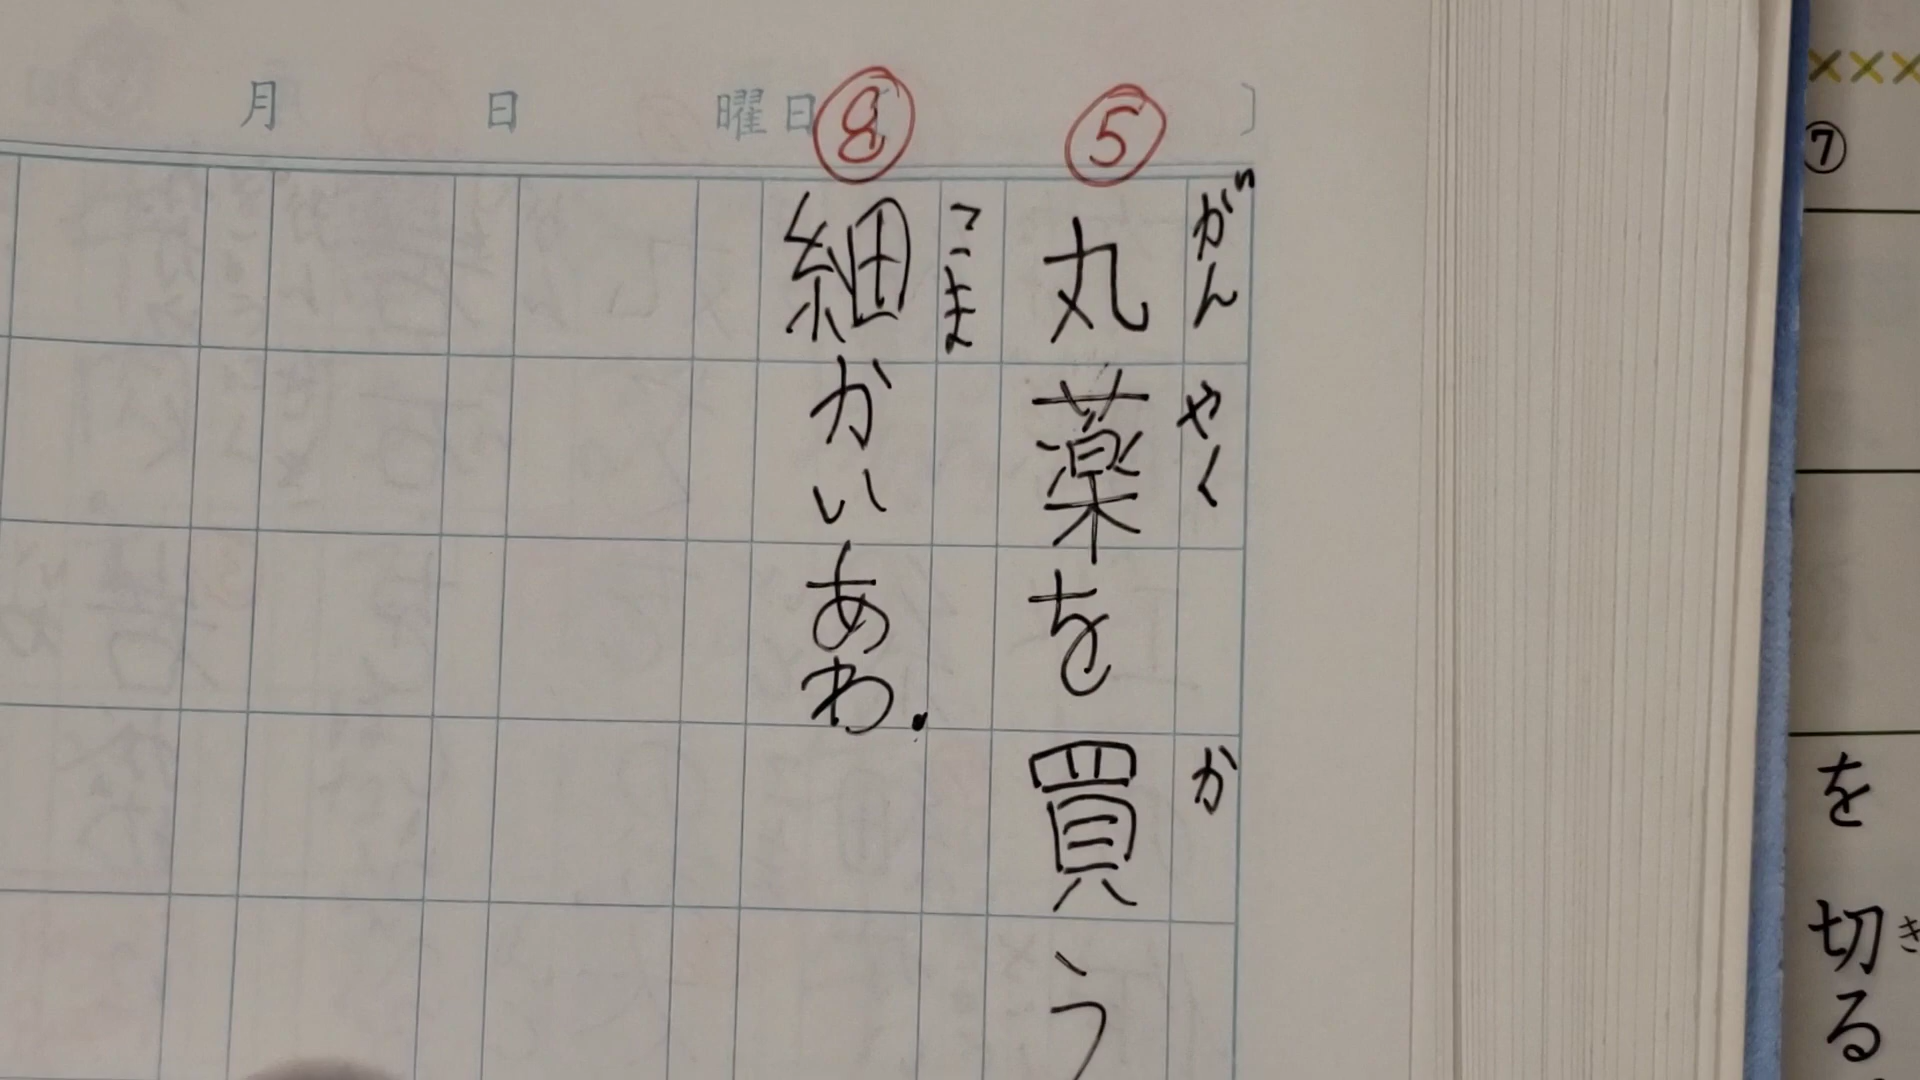 ⑦
を切る
き
月 日 曜日
⑤
丸薬を買う
がんやく か
⑧
細かいあわ.
こま